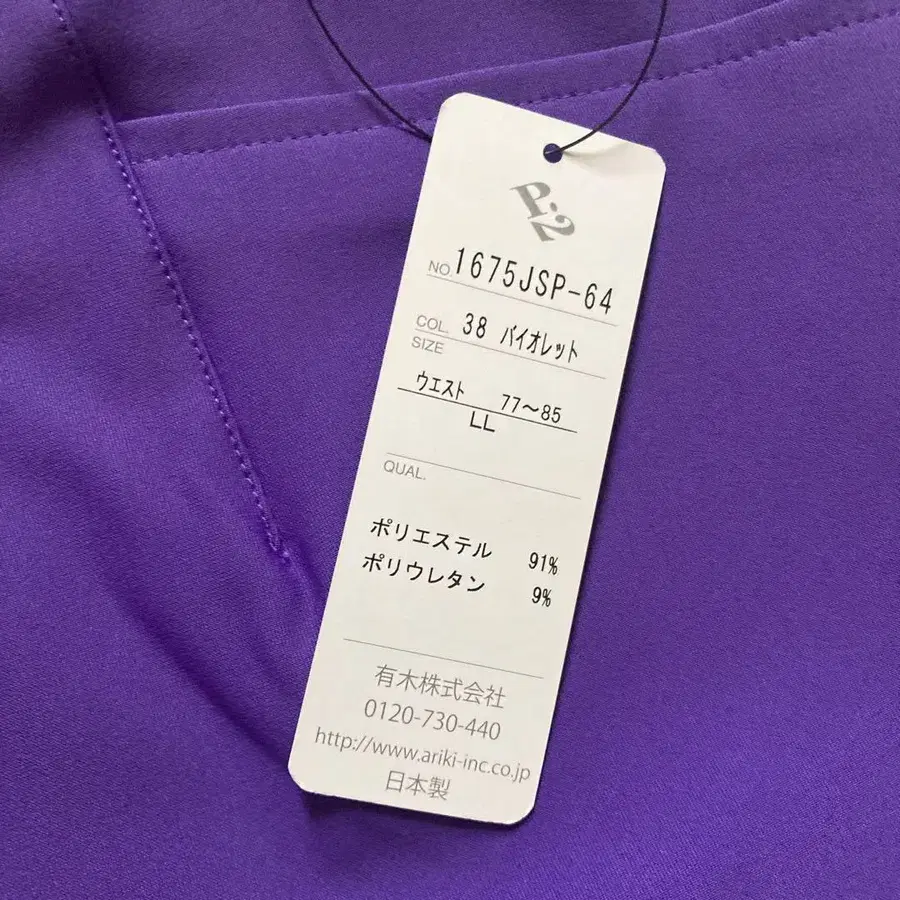 P.2
NO. 1675JSP-64
COL. 38 バイオレット
SIZE
ウエスト 77〜85
LL
QUAL.
ポリエステル 91%
ポリウレタン 9%
有木株式会社
0120-730-440
http://www.ariki-inc.co.jp
日本製